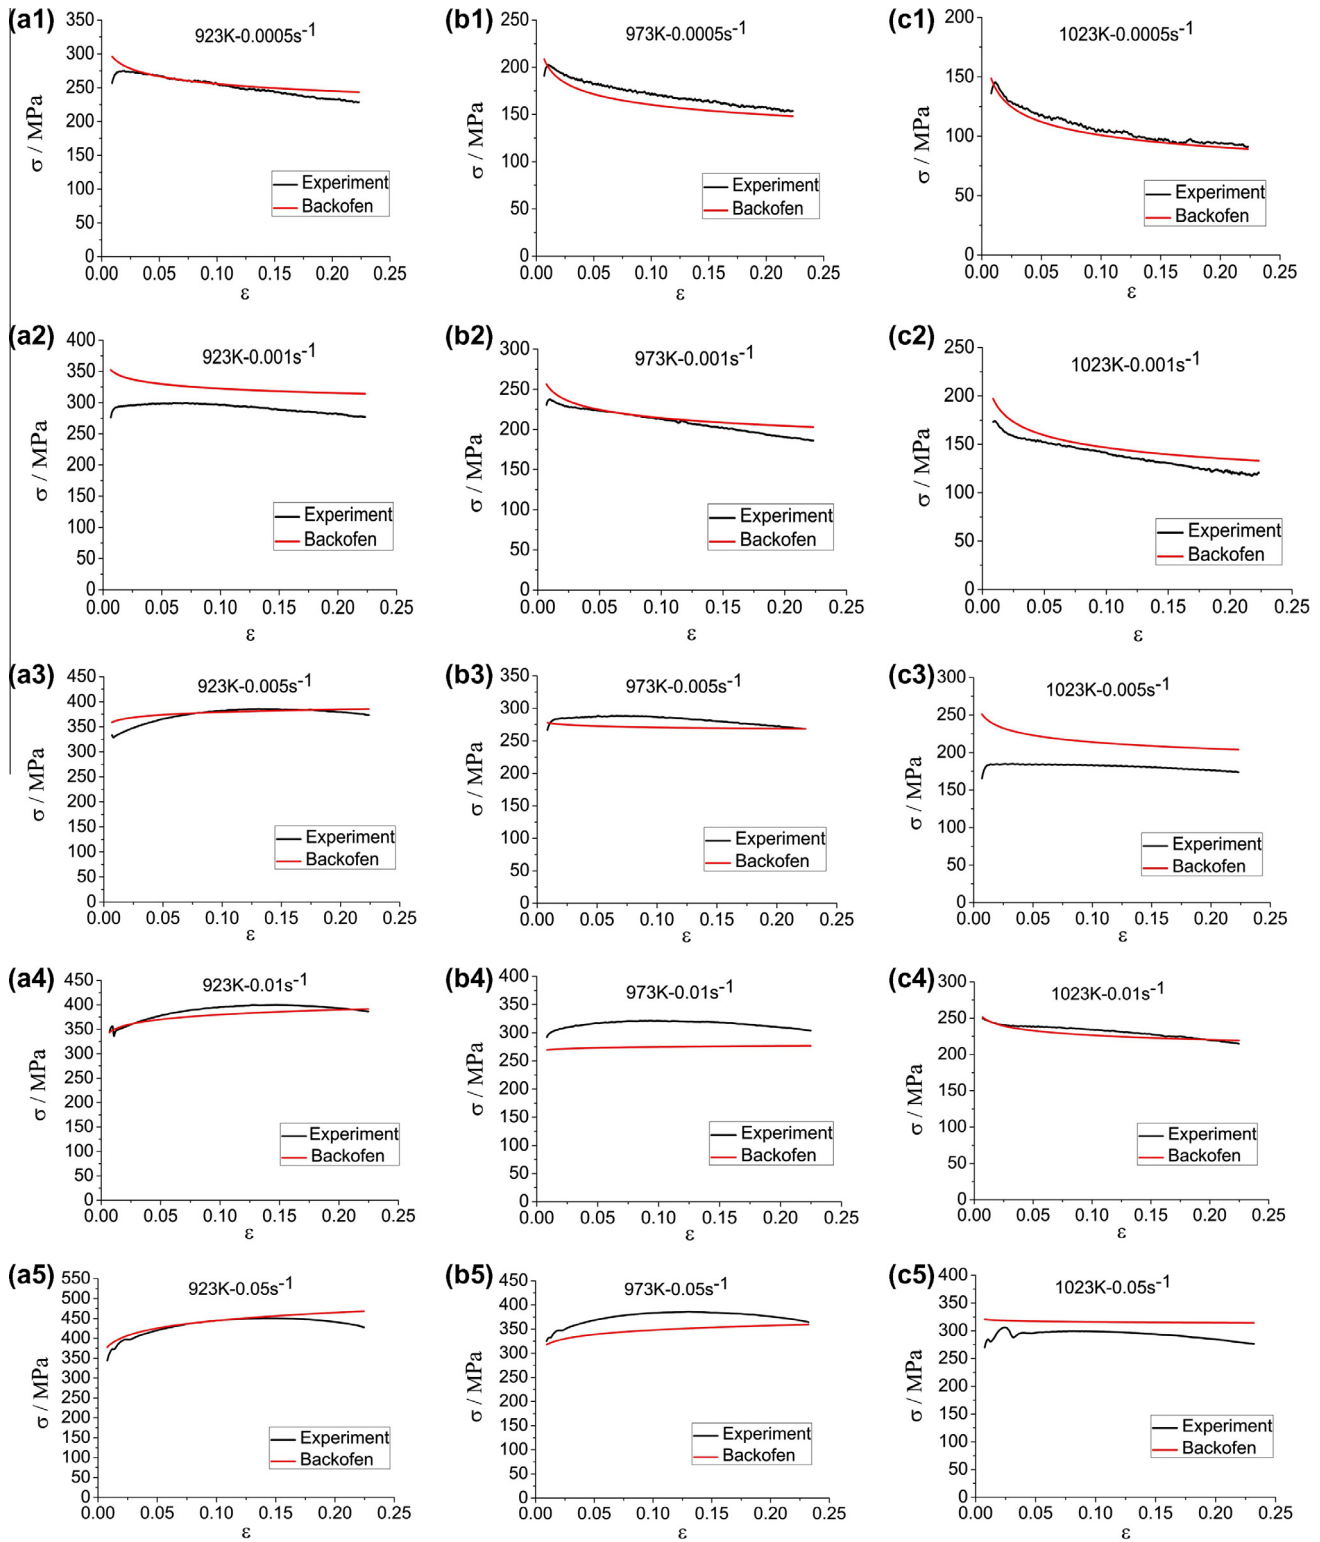 (a1)
923K-0.0005s-1
350
300
250
200
150
100
50
0
σ / MPa
Experiment
Backofen
0.00 0.05 0.10 0.15 0.20 0.25
ε
(b1)
973K-0.0005s-1
250
200
150
100
50
0
σ / MPa
Experiment
Backofen
0.00 0.05 0.10 0.15 0.20 0.25
ε
(c1)
1023K-0.0005s-1
200
150
100
50
0
σ / MPa
Experiment
Backofen
0.00 0.05 0.10 0.15 0.20 0.25
ε
(a2)
923K-0.001s-1
400
350
300
250
200
150
100
50
0
σ / MPa
Experiment
Backofen
0.00 0.05 0.10 0.15 0.20 0.25
ε
(b2)
973K-0.001s-1
300
250
200
150
100
50
0
σ / MPa
Experiment
Backofen
0.00 0.05 0.10 0.15 0.20 0.25
ε
(c2)
1023K-0.001s-1
250
200
150
100
50
0
σ / MPa
Experiment
Backofen
0.00 0.05 0.10 0.15 0.20 0.25
ε
(a3)
923K-0.005s-1
450
400
350
300
250
200
150
100
50
0
σ / MPa
Experiment
Backofen
0.00 0.05 0.10 0.15 0.20 0.25
ε
(b3)
973K-0.005s-1
350
300
250
200
150
100
50
0
σ / MPa
Experiment
Backofen
0.00 0.05 0.10 0.15 0.20 0.25
ε
(c3)
1023K-0.005s-1
300
250
200
150
100
50
0
σ / MPa
Experiment
Backofen
0.00 0.05 0.10 0.15 0.20 0.25
ε
(a4)
923K-0.01s-1
450
400
350
300
250
200
150
100
50
0
σ / MPa
Experiment
Backofen
0.00 0.05 0.10 0.15 0.20 0.25
ε
(b4)
973K-0.01s-1
400
350
300
250
200
150
100
50
0
σ / MPa
Experiment
Backofen
0.00 0.05 0.10 0.15 0.20 0.25
ε
(c4)
1023K-0.01s-1
300
250
200
150
100
50
0
σ / MPa
Experiment
Backofen
0.00 0.05 0.10 0.15 0.20 0.25
ε
(a5)
923K-0.05s-1
550
500
450
400
350
300
250
200
150
100
50
0
σ / MPa
Experiment
Backofen
0.00 0.05 0.10 0.15 0.20 0.25
ε
(b5)
973K-0.05s-1
450
400
350
300
250
200
150
100
50
0
σ / MPa
Experiment
Backofen
0.00 0.05 0.10 0.15 0.20 0.25
ε
(c5)
1023K-0.05s-1
400
350
300
250
200
150
100
50
0
σ / MPa
Experiment
Backofen
0.00 0.05 0.10 0.15 0.20 0.25
ε